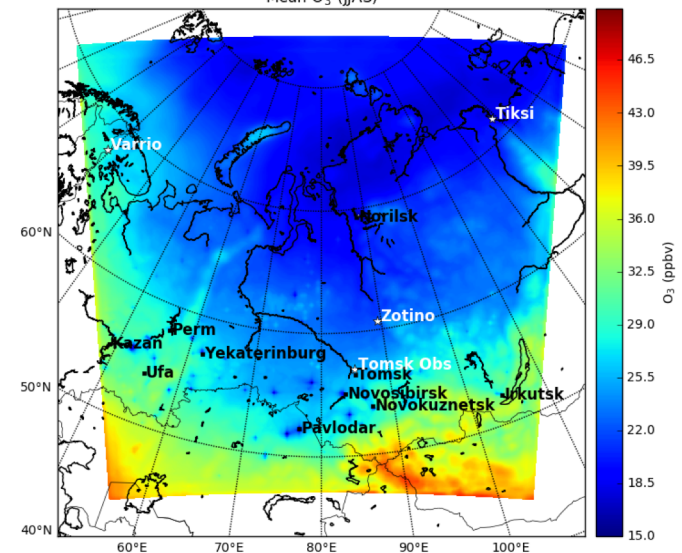 Mean O₃ (JJAS)
46.5
43.0
39.5
36.0
32.5
29.0
25.5
22.0
18.5
15.0
O₃ (ppbv)
Tiksi
Varrio
Norilsk
60°N
Zotino
Perm
Kazan
Yekaterinburg
Tomsk Obs
Ufa
Tomsk
50°N
Novosibirsk
Irkutsk
Novokuznetsk
Pavlodar
40°N
60°E 70°E 80°E 90°E 100°E